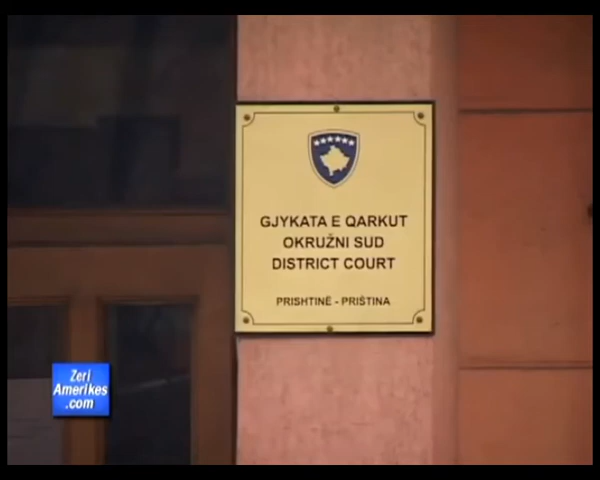 GJYKATA E QARKUT
OKRUŽNI SUD
DISTRICT COURT
PRISHTINË - PRIŠTINA
Zeri
Amerikes
.com